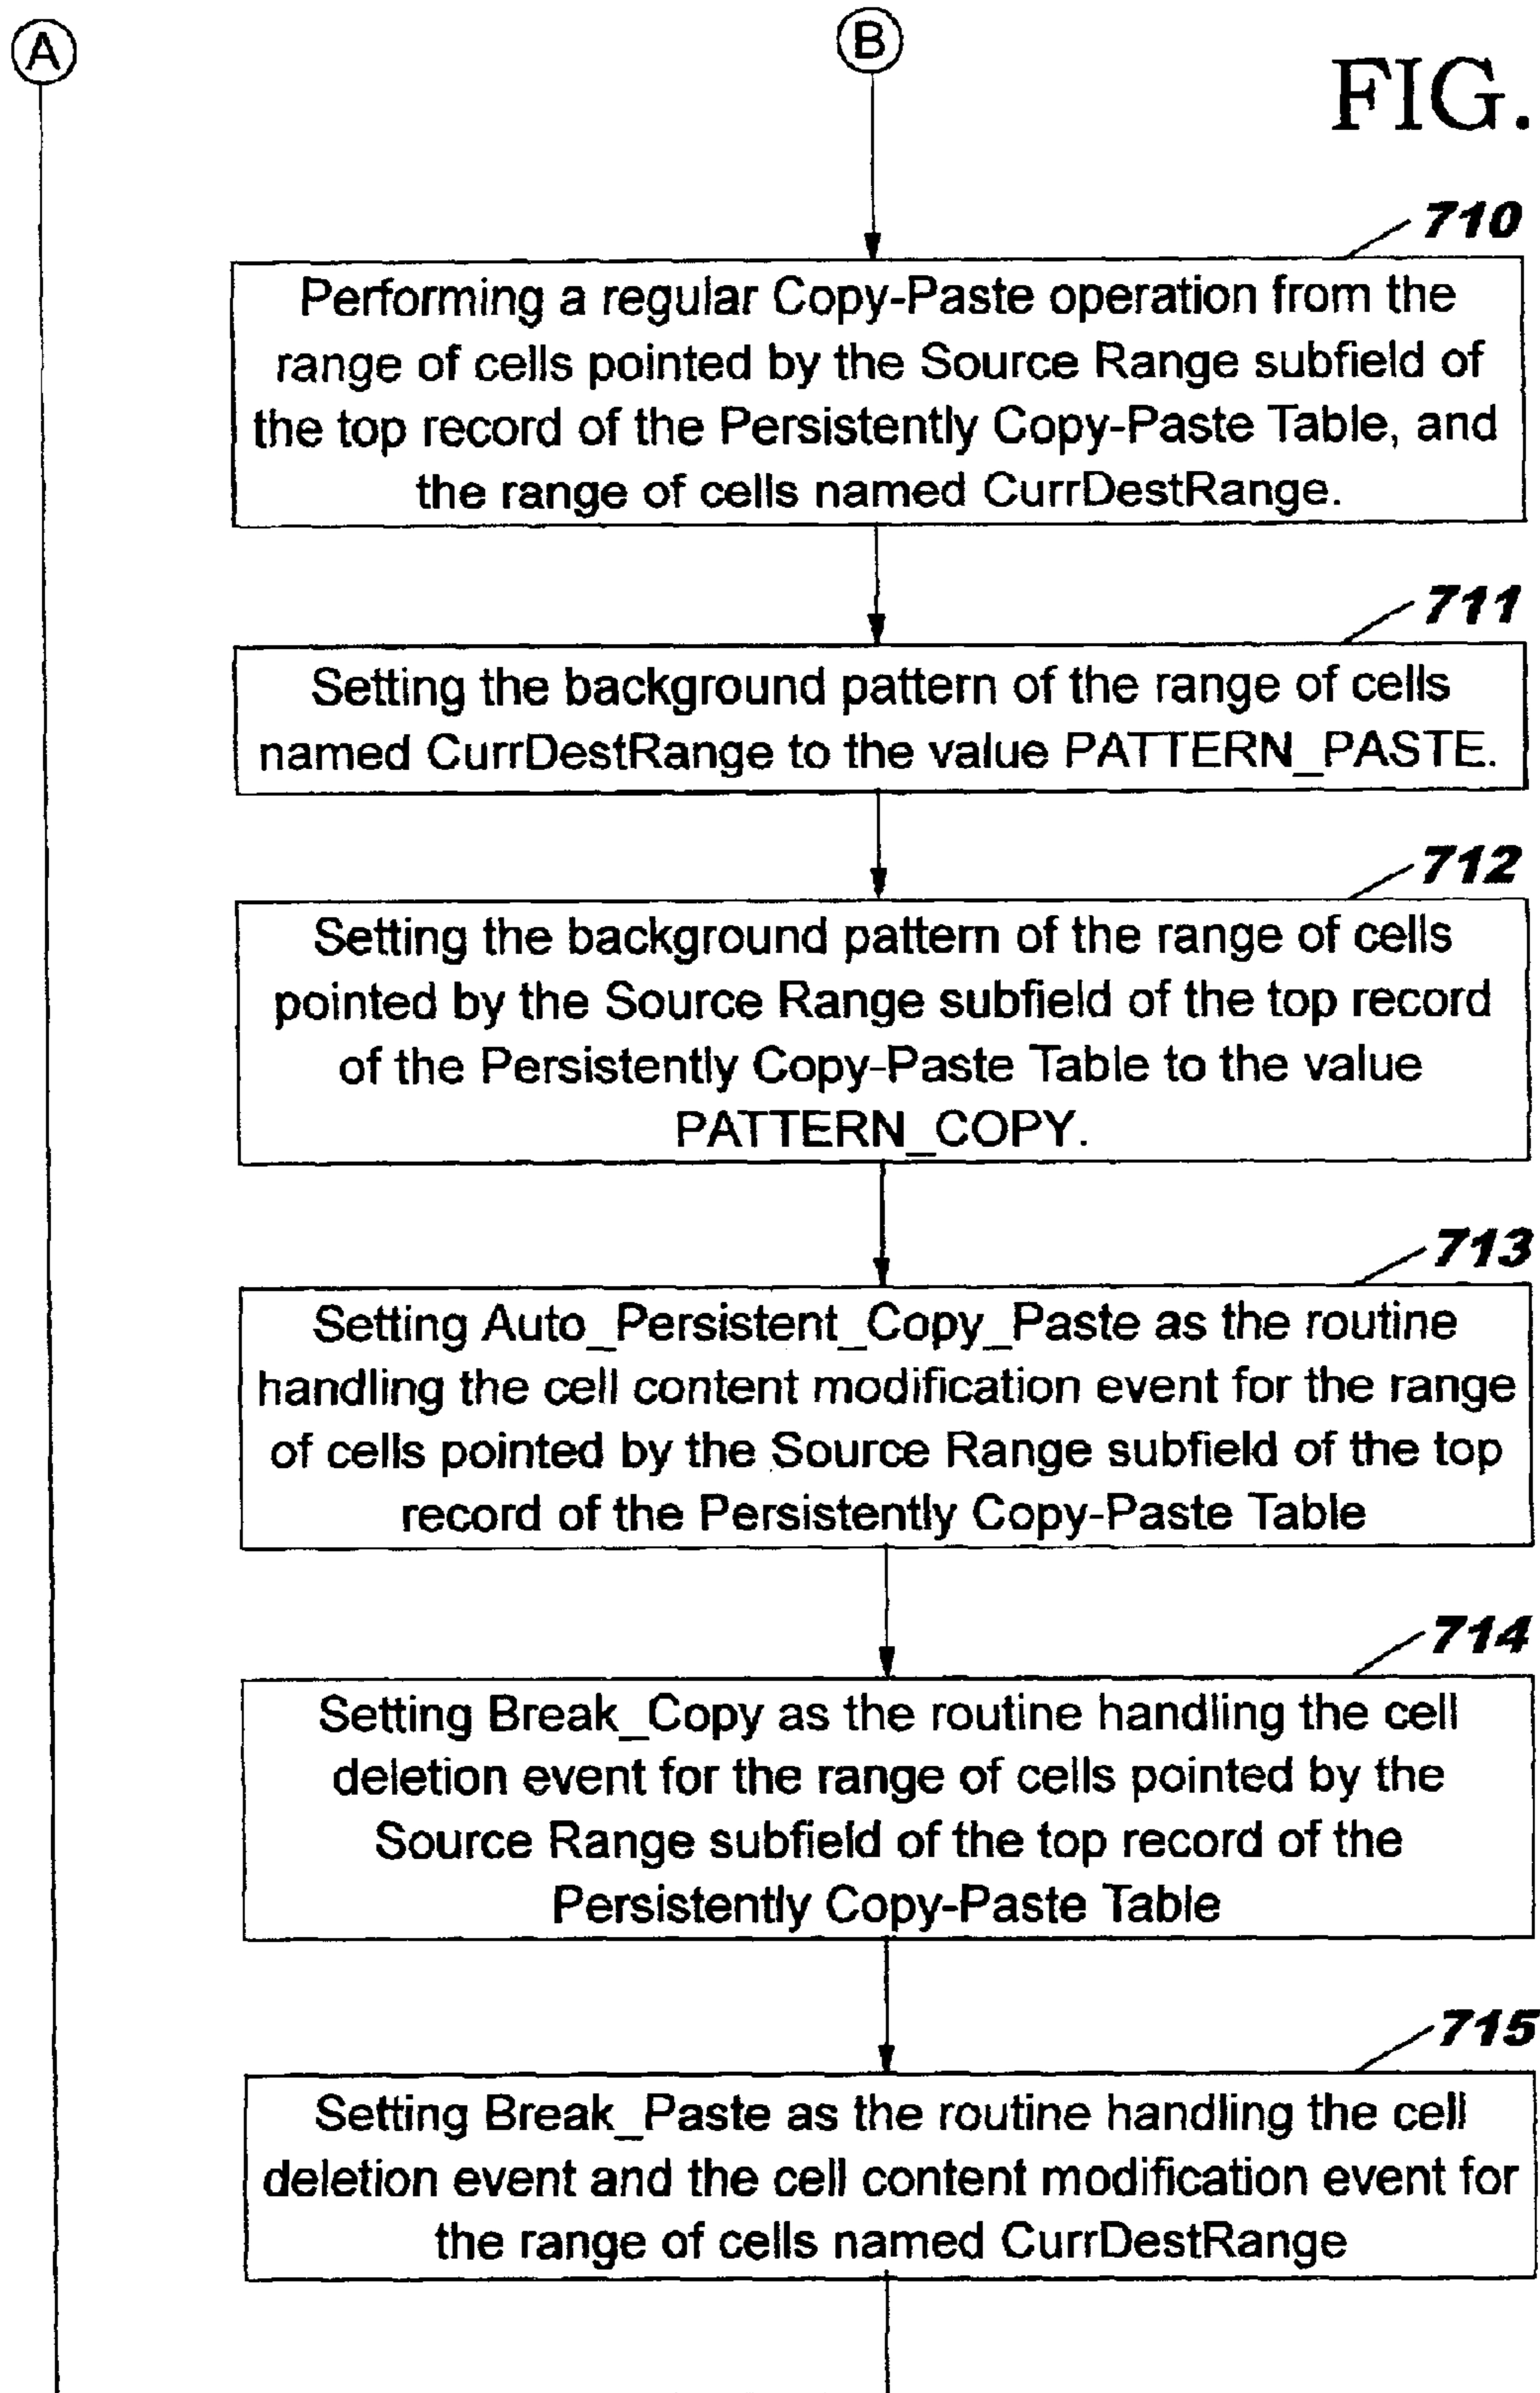 A
B
FIG.
710
Performing a regular Copy-Paste operation from the
range of cells pointed by the Source Range subfield of
the top record of the Persistently Copy-Paste Table, and
the range of cells named CurrDestRange.
711
Setting the background pattern of the range of cells
named CurrDestRange to the value PATTERN_PASTE.
712
Setting the background pattern of the range of cells
pointed by the Source Range subfield of the top record
of the Persistently Copy-Paste Table to the value
PATTERN_COPY.
713
Setting Auto_Persistent_Copy_Paste as the routine
handling the cell content modification event for the range
of cells pointed by the Source Range subfield of the top
record of the Persistently Copy-Paste Table
714
Setting Break_Copy as the routine handling the cell
deletion event for the range of cells pointed by the
Source Range subfield of the top record of the
Persistently Copy-Paste Table
715
Setting Break_Paste as the routine handling the cell
deletion event and the cell content modification event for
the range of cells named CurrDestRange